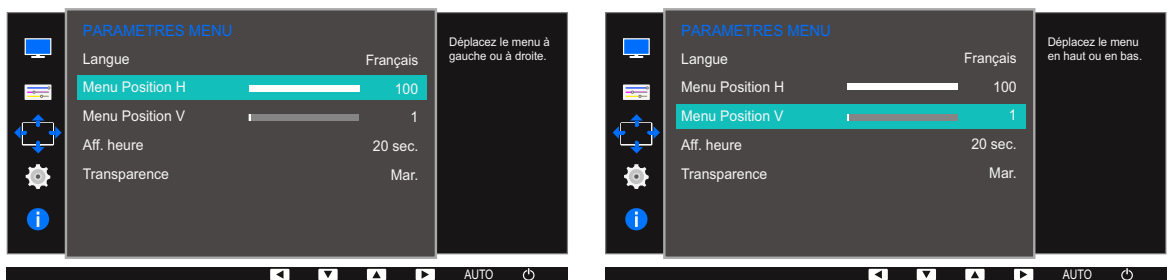 PARAMETRES MENU
Langue Français
Menu Position H 100
Menu Position V 1
Aff. heure 20 sec.
Transparence Mar.
Déplacez le menu à
gauche ou à droite.
AUTO
PARAMETRES MENU
Langue Français
Menu Position H 100
Menu Position V 1
Aff. heure 20 sec.
Transparence Mar.
Déplacez le menu
en haut ou en bas.
AUTO